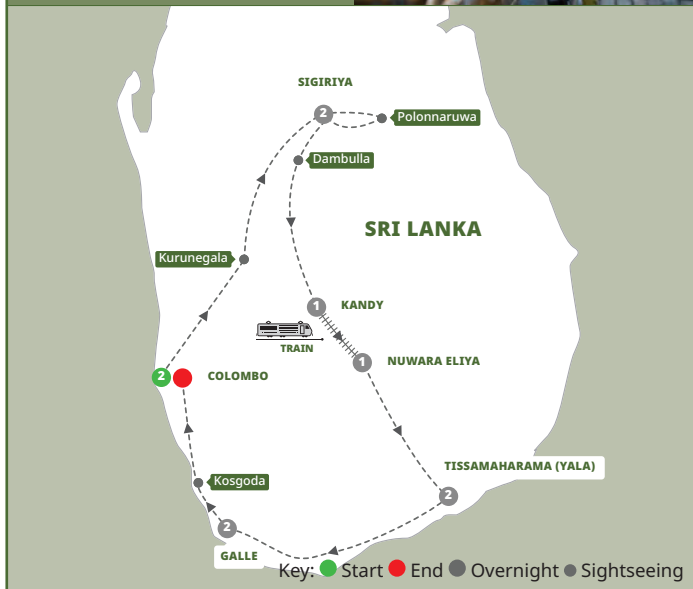 SIGIRIYA
2
Polonnaruwa
Dambulla
SRI LANKA
Kurunegala
1
KANDY
TRAIN
1
NUWARA ELIYA
2
COLOMBO
TISSAMAHARAMA (YALA)
2
Kosgoda
2
GALLE
Key: Start End Overnight Sightseeing